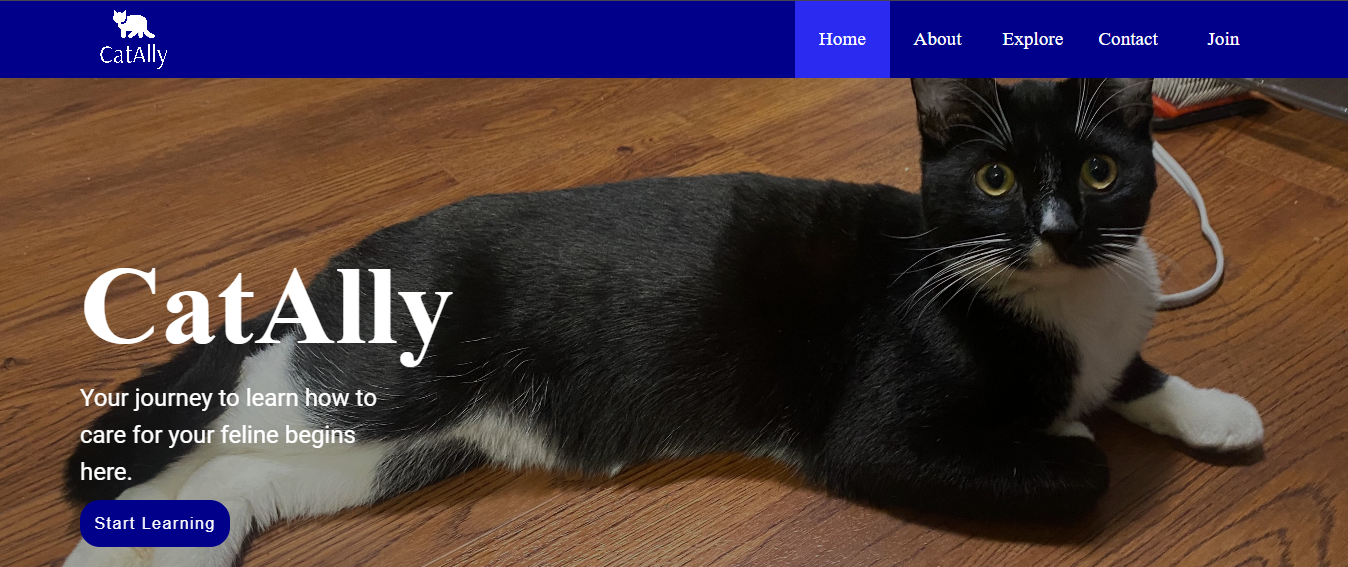 CatAlly
Home About Explore Contact Join
CatAlly
Your journey to learn how to
care for your feline begins
here.
Start Learning